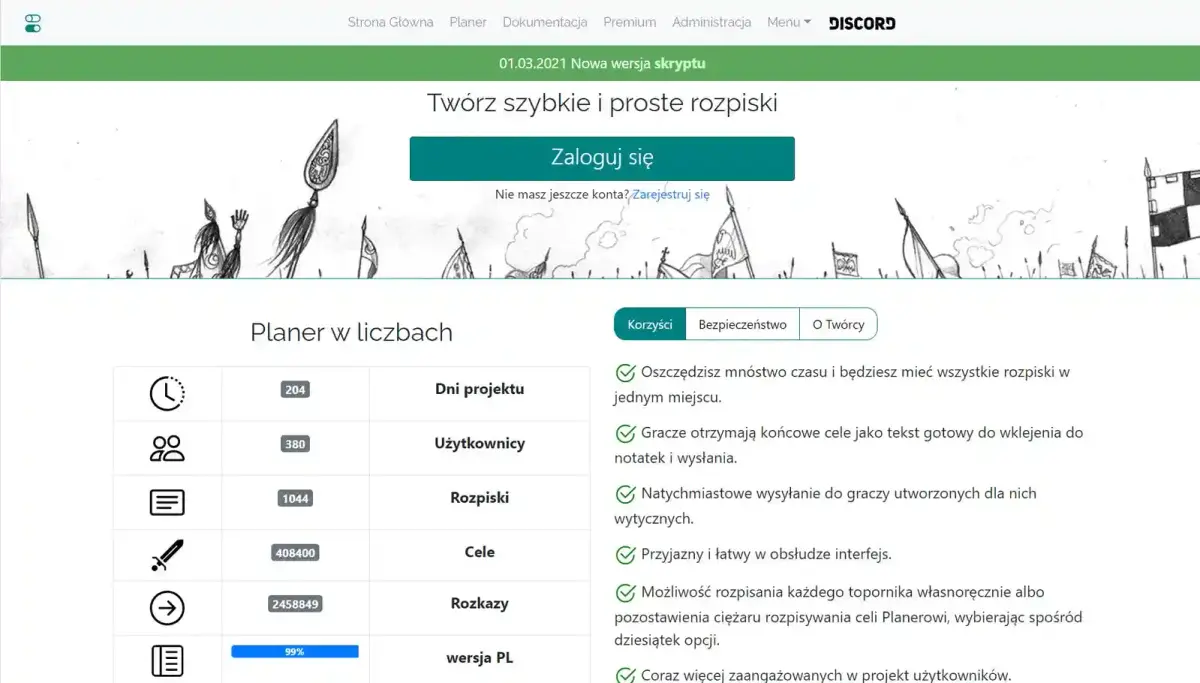 Strona Główna Planer Dokumentacja Premium Administracja Menu DISCORD
01.03.2021 Nowa wersja skryptu
Twórz szybkie i proste rozpiski
Zaloguj się
Nie masz jeszcze konta? Zarejestruj się
Planer w liczbach
204 Dni projektu
380 Użytkownicy
1044 Rozpiski
408400 Cele
2458849 Rozkazy
99% wersja PL
Korzyści Bezpieczeństwo O Twórcy
Oszczędzisz mnóstwo czasu i będziesz mieć wszystkie rozpiski w
jednym miejscu.
Gracze otrzymają końcowe cele jako tekst gotowy do wklejenia do
notatek i wysłania.
Natychmiastowe wysyłanie do graczy utworzonych dla nich
wytycznych.
Przyjazny i łatwy w obsłudze interfejs.
Możliwość rozpisania każdego topornika własnoręcznie albo
pozostawienia ciężaru rozpisywania celi Planerowi, wybierając spośród
dziesiątek opcji.
Coraz więcej zaangażowanych w projekt użytkowników.